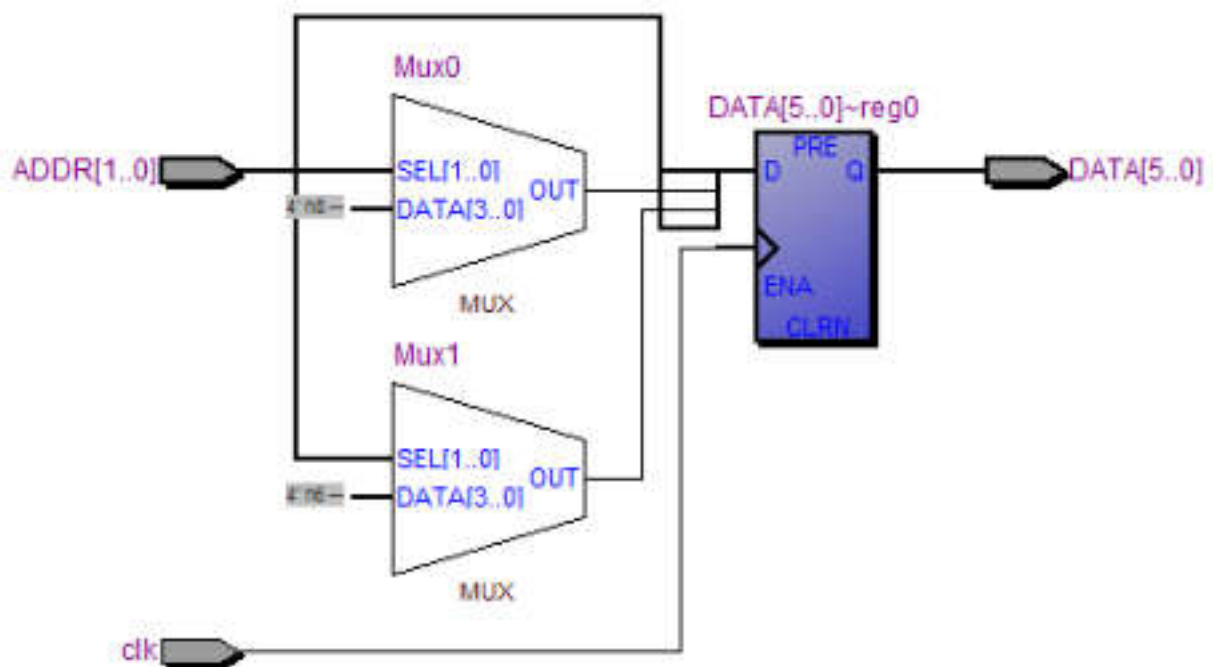 Mux0
DATA[5..0]~reg0
PRE
ADDR[1..0]
SEL[1..0]
OUT
D
Q
DATA[5..0]
DATA[3..0]
ENA
MUX
CLRN
Mux1
SEL[1..0]
OUT
DATA[3..0]
MUX
clk